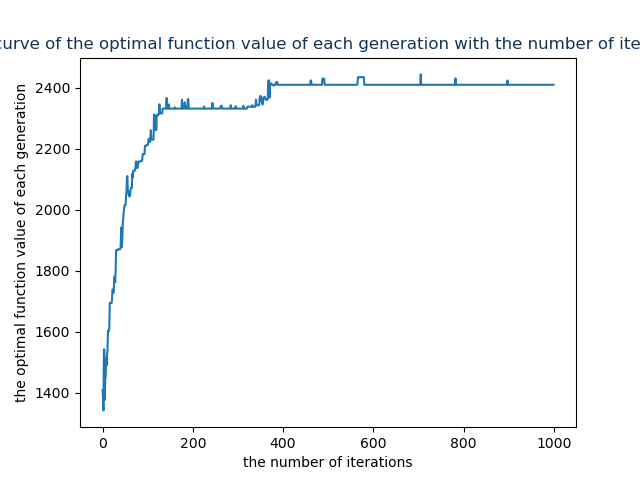 curve of the optimal function value of each generation with the number of ite
2400
2200
2000
1800
1600
1400
the optimal function value of each generation
0 200 400 600 800 1000
the number of iterations